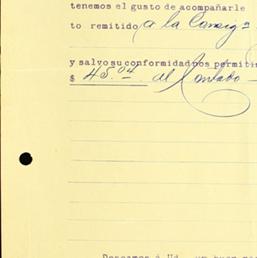 tenemos el gusto de acompañarle
to remitido a la Consig
y salvo su conformidad nos permiti
$ 45.04 al Contado
Deseamos á Ud. un buen